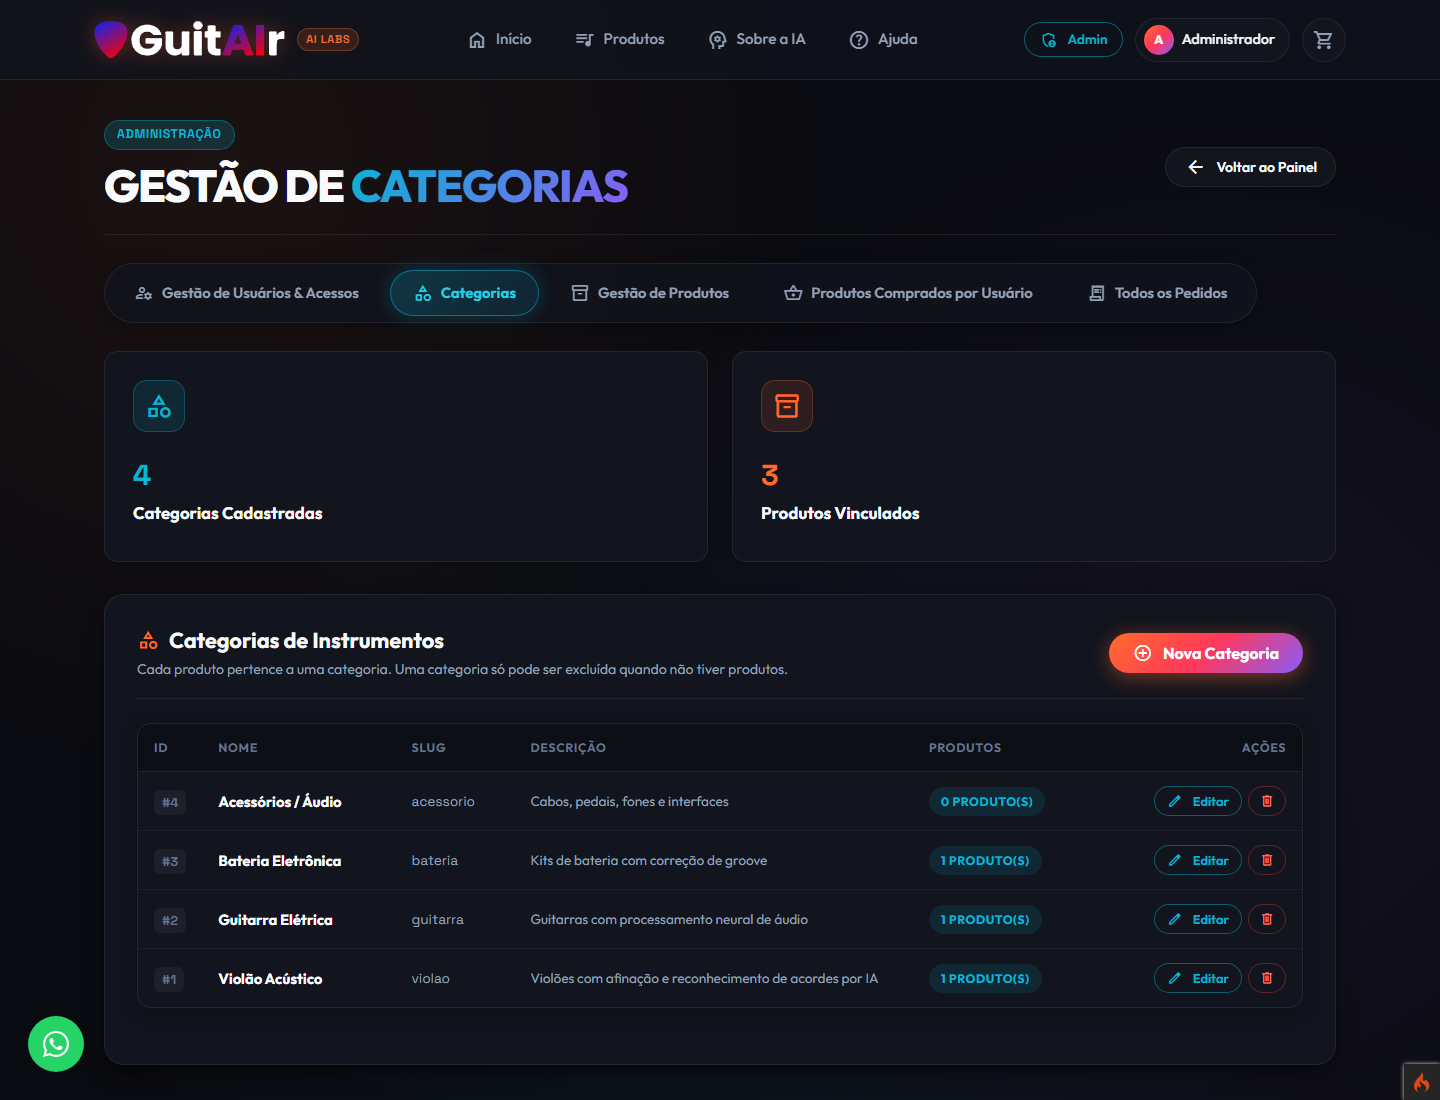 GuitAIr AI LABS Início Produtos Sobre a IA Ajuda Admin A Administrador
ADMINISTRAÇÃO
GESTÃO DE CATEGORIAS
Voltar ao Painel
Gestão de Usuários & Acessos Categorias Gestão de Produtos Produtos Comprados por Usuário Todos os Pedidos
4
Categorias Cadastradas
3
Produtos Vinculados
Categorias de Instrumentos
Cada produto pertence a uma categoria. Uma categoria só pode ser excluída quando não tiver produtos.
Nova Categoria
ID NOME SLUG DESCRIÇÃO PRODUTOS AÇÕES
#4 Acessórios / Áudio acessorio Cabos, pedais, fones e interfaces 0 PRODUTO(S) Editar
#3 Bateria Eletrônica bateria Kits de bateria com correção de groove 1 PRODUTO(S) Editar
#2 Guitarra Elétrica guitarra Guitarras com processamento neural de áudio 1 PRODUTO(S) Editar
#1 Violão Acústico violao Violões com afinação e reconhecimento de acordes por IA 1 PRODUTO(S) Editar